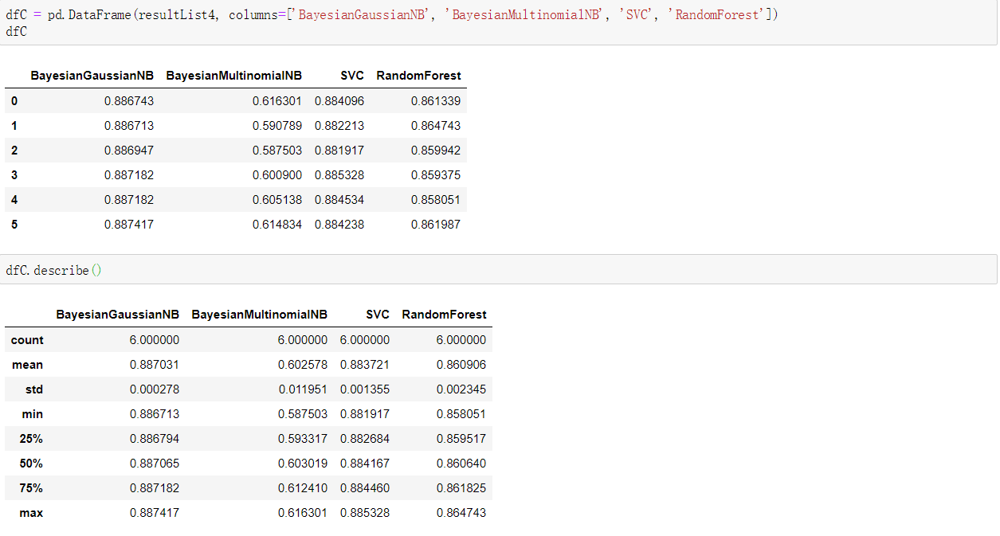 dfC = pd.DataFrame(resultList4, columns=['BayesianGaussianNB', 'BayesianMultinomialNB', 'SVC', 'RandomForest'])
dfC
BayesianGaussianNB BayesianMultinomialNB SVC RandomForest
0 0.886743 0.616301 0.884096 0.861339
1 0.886713 0.590789 0.882213 0.864743
2 0.886947 0.587503 0.881917 0.859942
3 0.887182 0.600900 0.885328 0.859375
4 0.887182 0.605138 0.884534 0.858051
5 0.887417 0.614834 0.884238 0.861987
dfC.describe()
BayesianGaussianNB BayesianMultinomialNB SVC RandomForest
count 6.000000 6.000000 6.000000 6.000000
mean 0.887031 0.602578 0.883721 0.860906
std 0.000278 0.011951 0.001355 0.002345
min 0.886713 0.587503 0.881917 0.858051
25% 0.886794 0.593317 0.882684 0.859517
50% 0.887065 0.603019 0.884167 0.860640
75% 0.887182 0.612410 0.884460 0.861825
max 0.887417 0.616301 0.885328 0.864743